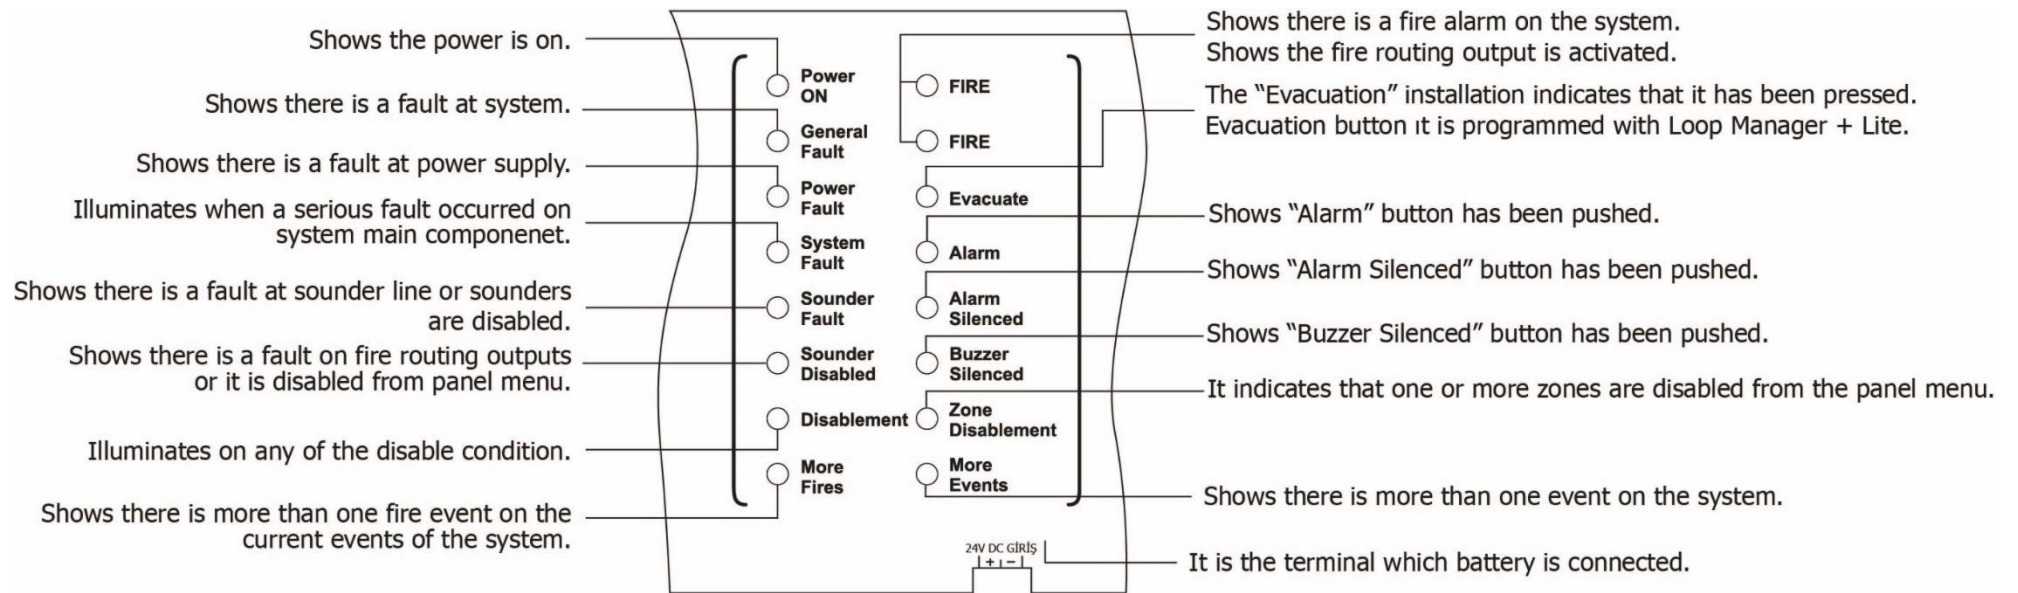 Shows the power is on.
Shows there is a fault at system.
Shows there is a fault at power supply.
Illuminates when a serious fault occurred on
system main componenet.
Shows there is a fault at sounder line or sounders
are disabled.
Shows there is a fault on fire routing outputs
or it is disabled from panel menu.
Illuminates on any of the disable condition.
Shows there is more than one fire event on the
current events of the system.
Power
ON
General
Fault
Power
Fault
System
Fault
Sounder
Fault
Sounder
Disabled
Disablement
More
Fires
FIRE
FIRE
Evacuate
Alarm
Alarm
Silenced
Buzzer
Silenced
Zone
Disablement
More
Events
24V DC GİRİŞ
+ -
Shows there is a fire alarm on the system.
Shows the fire routing output is activated.
The “Evacuation” installation indicates that it has been pressed.
Evacuation button ıt is programmed with Loop Manager + Lite.
Shows “Alarm” button has been pushed.
Shows “Alarm Silenced” button has been pushed.
Shows “Buzzer Silenced” button has been pushed.
It indicates that one or more zones are disabled from the panel menu.
Shows there is more than one event on the system.
It is the terminal which battery is connected.